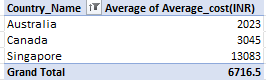 Country_Name Average of Average_cost(INR)
Australia 2023
Canada 3045
Singapore 13083
Grand Total 6716.5